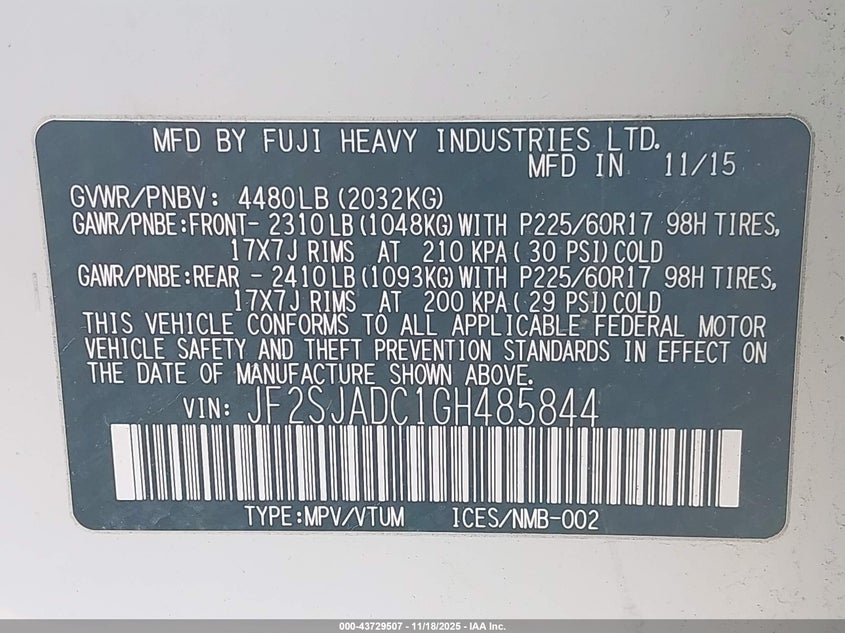 MFD BY FUJI HEAVY INDUSTRIES LTD.
MFD IN 11/15
GVWR/PNBV: 4480LB(2032KG)
GAWR/PNBE:FRONT- 2310LB(1048KG)WITH P225/60R17 98H TIRES,
17X7J RIMS AT 210 KPA( 30 PSI)COLD
GAWR/PNBE:REAR - 2410LB(1093KG)WITH P225/60R17 98H TIRES,
17X7J RIMS AT 200 KPA( 29 PSI)COLD
THIS VEHICLE CONFORMS TO ALL APPLICABLE FEDERAL MOTOR
VEHICLE SAFETY AND THEFT PREVENTION STANDARDS IN EFFECT ON
THE DATE OF MANUFACTURE SHOWN ABOVE.
VIN: JF2SJADC1GH485844
TYPE:MPV/VTUM ICES/NMB-002
000-43729507 - 11/18/2025 - IAA Inc.